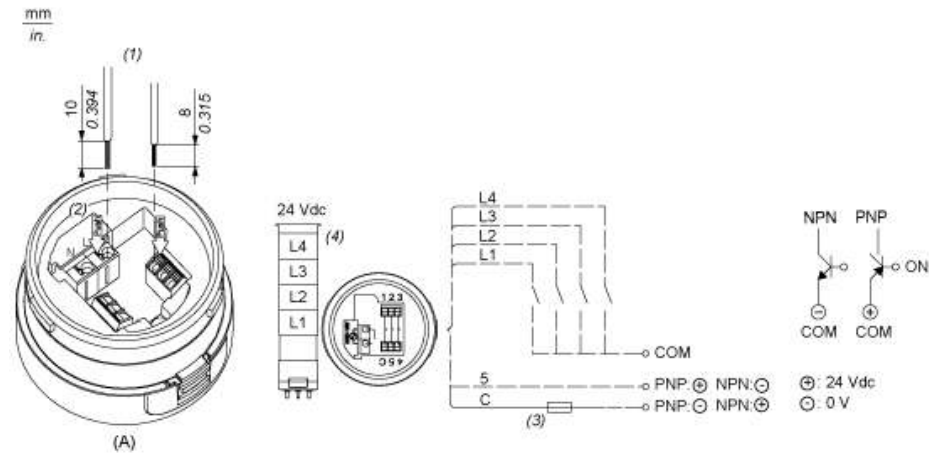 mm
in.
(1)
10
0.394
8
0.315
(2)
N
(A)
24 Vdc
(4)
L4
L3
L2
L1
1 2 3
4 5 C
L4
L3
L2
L1
COM
5
PNP:⊕ NPN:⊖
C
(3)
PNP:⊖ NPN:⊕
⊕: 24 Vdc
⊖: 0 V
NPN PNP
ON
⊖ ⊕
COM COM